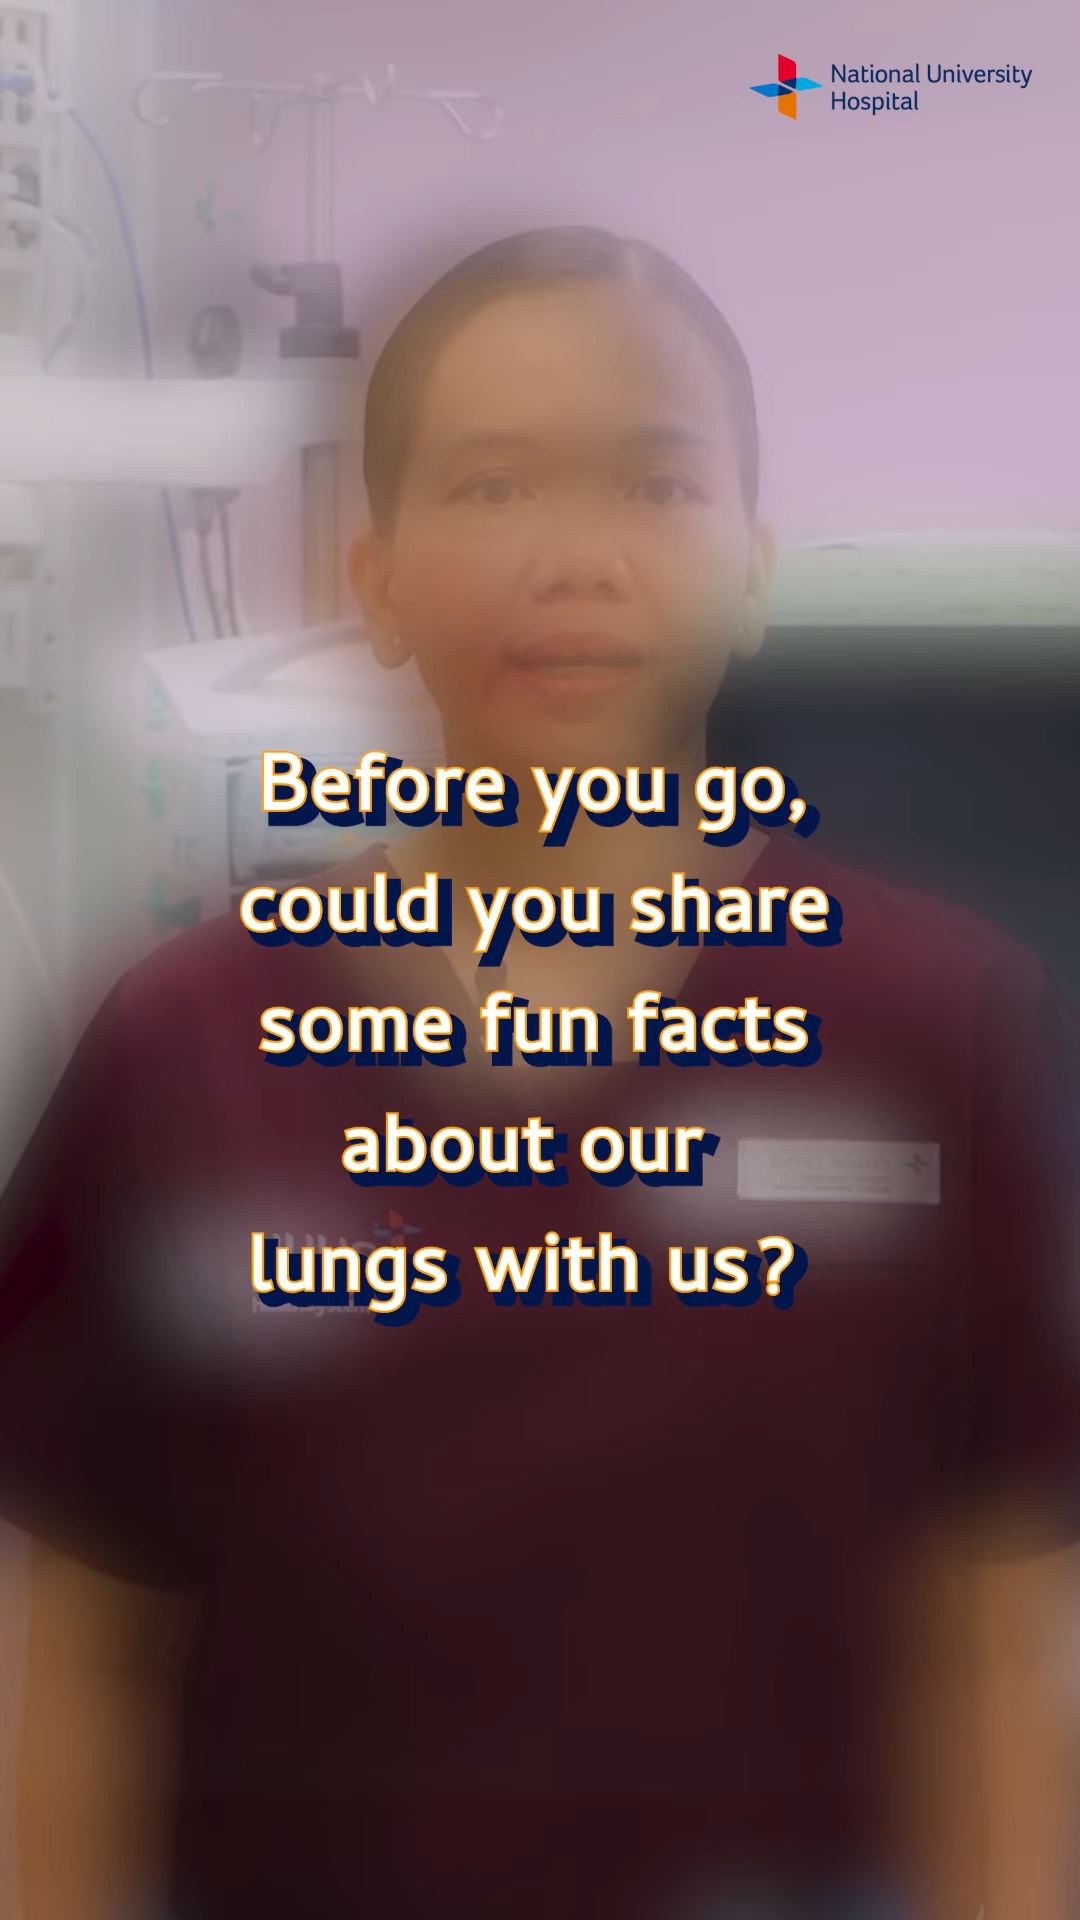 National University
Hospital
Before you go,
could you share
some fun facts
about our
lungs with us?